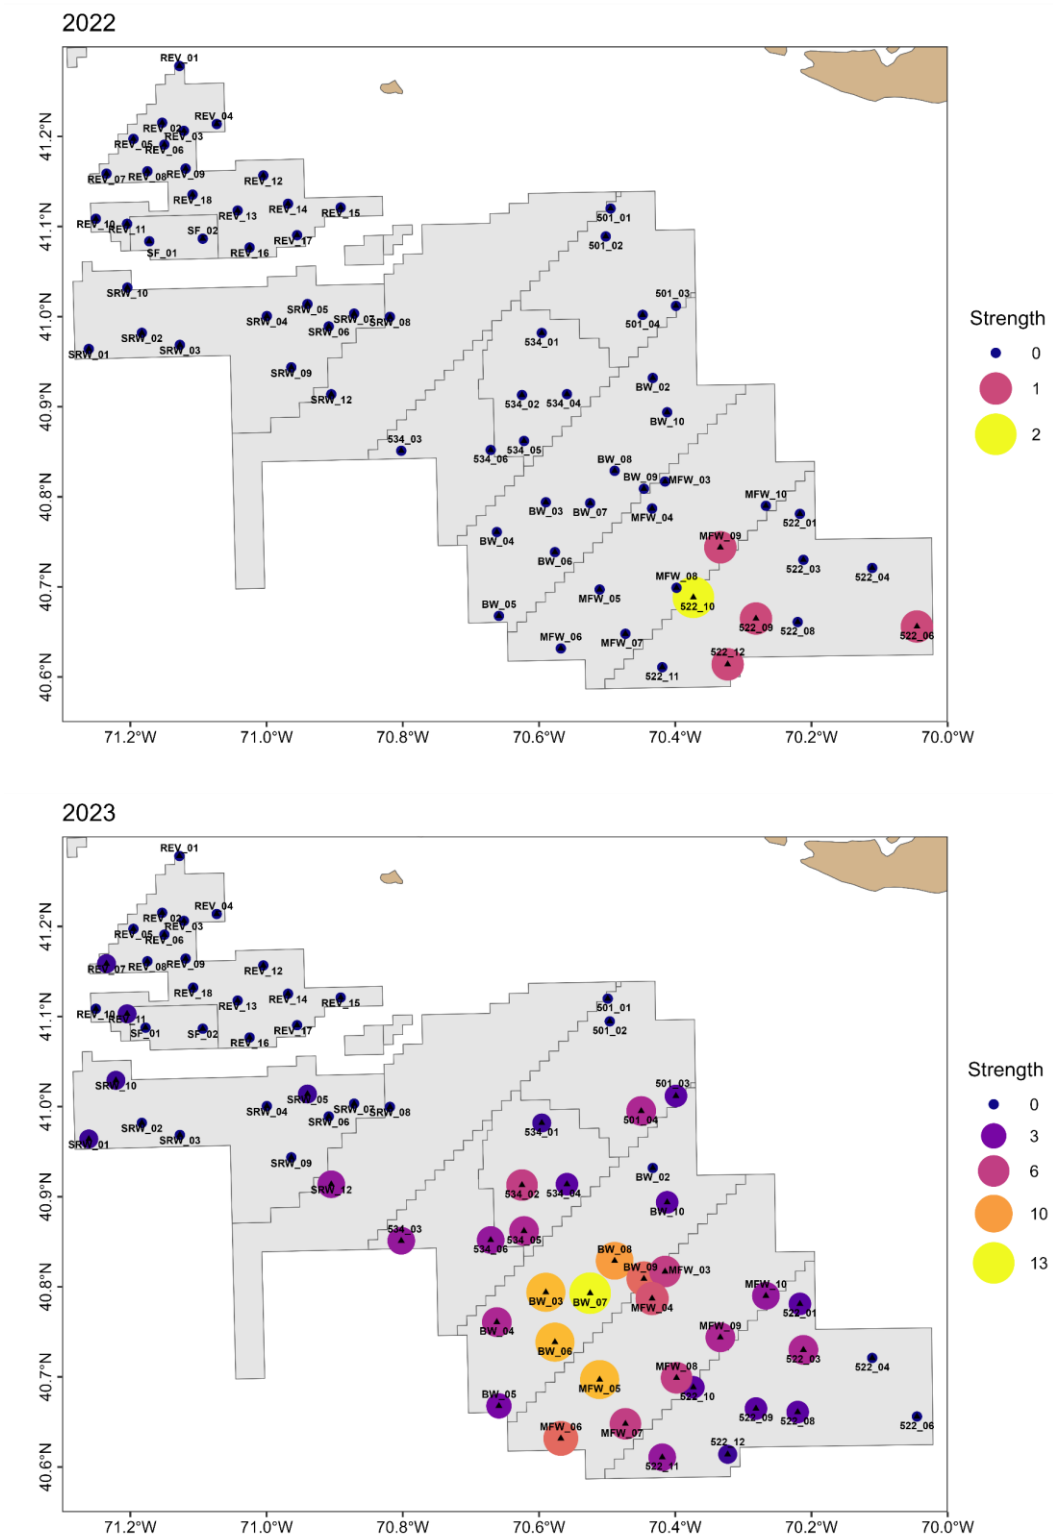 2022
REV_01
REV_04
REV_02
REV_03
REV_05
REV_06
REV_07
REV_08
REV_09
REV_12
REV_18
REV_13
REV_14
REV_15
REV_10
REV_11
SF_02
SF_01
REV_16
REV_17
501_01
501_02
SRW_10
501_03
SRW_05
SRW_04
SRW_07
SRW_08
SRW_06
501_04
SRW_02
SRW_01
SRW_03
534_01
SRW_09
BW_02
SRW_12
534_02
534_04
BW_10
534_03
534_06
534_05
BW_08
BW_09
MFW_03
BW_03
BW_07
MFW_04
MFW_10
522_01
BW_04
MFW_09
BW_06
522_03
522_04
MFW_08
MFW_05
522_10
BW_05
522_09
522_08
522_06
MFW_06
MFW_07
522_12
522_11
41.2°N
41.1°N
41.0°N
40.9°N
40.8°N
40.7°N
40.6°N
71.2°W 71.0°W 70.8°W 70.6°W 70.4°W 70.2°W 70.0°W
Strength
0
1
2
2023
REV_01
REV_04
REV_02
REV_03
REV_05
REV_06
REV_07
REV_08
REV_09
REV_12
REV_18
REV_13
REV_14
REV_15
REV_10
REV_11
SF_01
SF_02
REV_16
REV_17
501_01
501_02
SRW_10
501_03
SRW_05
SRW_04
SRW_07
SRW_08
SRW_06
501_04
SRW_02
SRW_01
SRW_03
534_01
SRW_09
BW_02
SRW_12
534_02
534_04
BW_10
534_03
534_06
534_05
BW_08
BW_09
MFW_03
BW_03
BW_07
MFW_04
MFW_10
522_01
BW_04
MFW_09
BW_06
522_03
522_04
MFW_08
MFW_05
522_10
BW_05
522_09
522_08
522_06
MFW_06
MFW_07
522_12
522_11
41.2°N
41.1°N
41.0°N
40.9°N
40.8°N
40.7°N
40.6°N
71.2°W 71.0°W 70.8°W 70.6°W 70.4°W 70.2°W 70.0°W
Strength
0
3
6
10
13